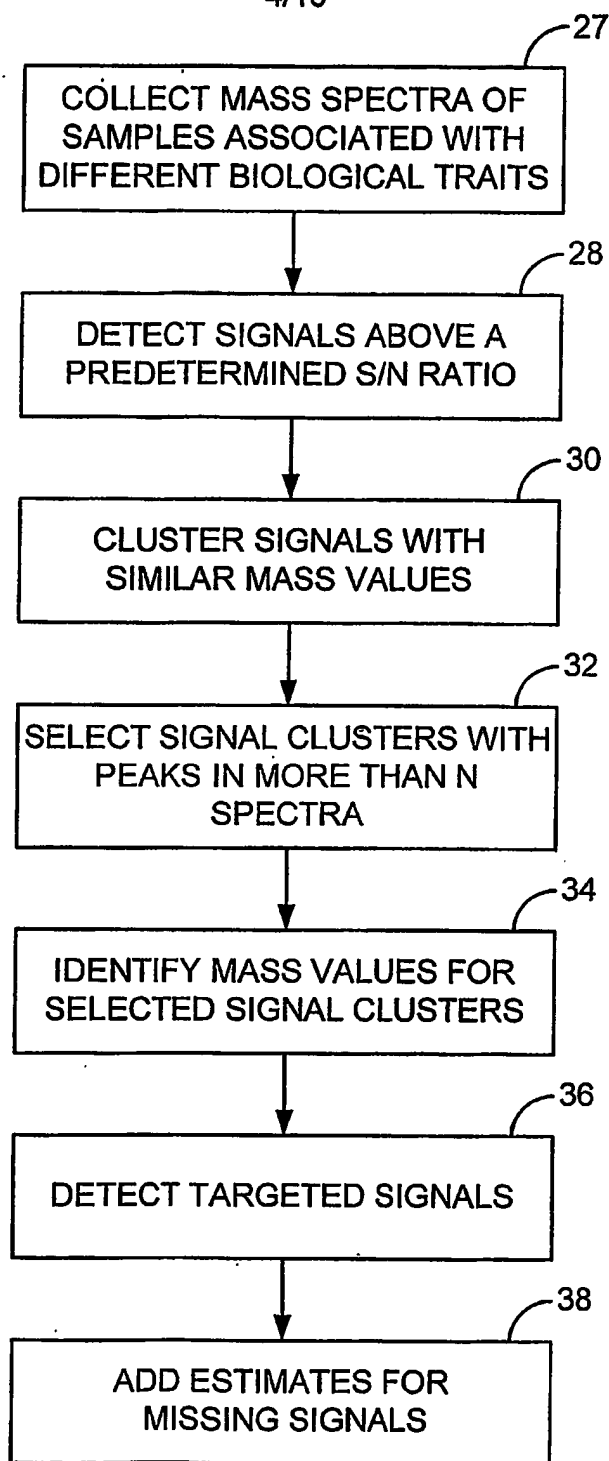 27
COLLECT MASS SPECTRA OF
SAMPLES ASSOCIATED WITH
DIFFERENT BIOLOGICAL TRAITS
28
DETECT SIGNALS ABOVE A
PREDETERMINED S/N RATIO
30
CLUSTER SIGNALS WITH
SIMILAR MASS VALUES
32
SELECT SIGNAL CLUSTERS WITH
PEAKS IN MORE THAN N
SPECTRA
34
IDENTIFY MASS VALUES FOR
SELECTED SIGNAL CLUSTERS
36
DETECT TARGETED SIGNALS
38
ADD ESTIMATES FOR
MISSING SIGNALS